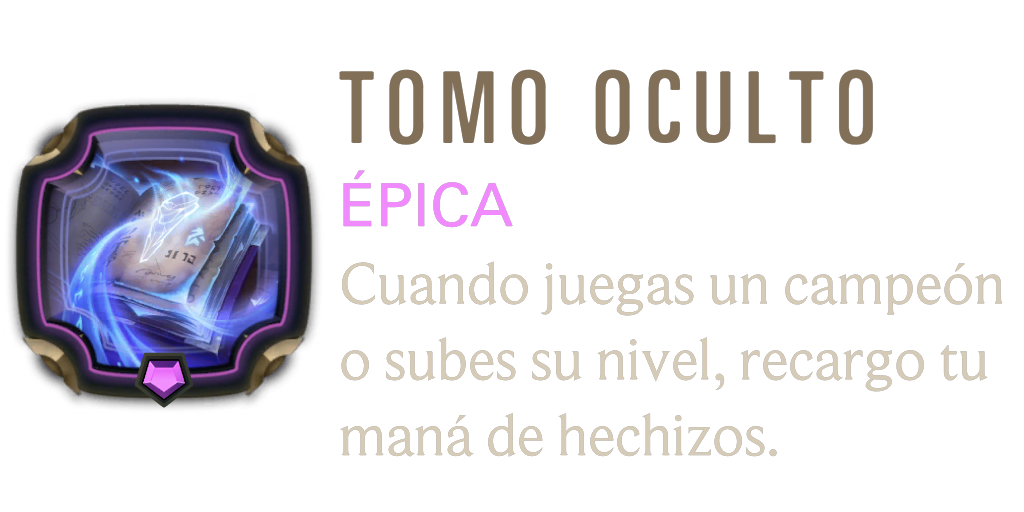 TOMO OCULTO
ÉPICA
Cuando juegas un campeón
o subes su nivel, recargo tu
maná de hechizos.